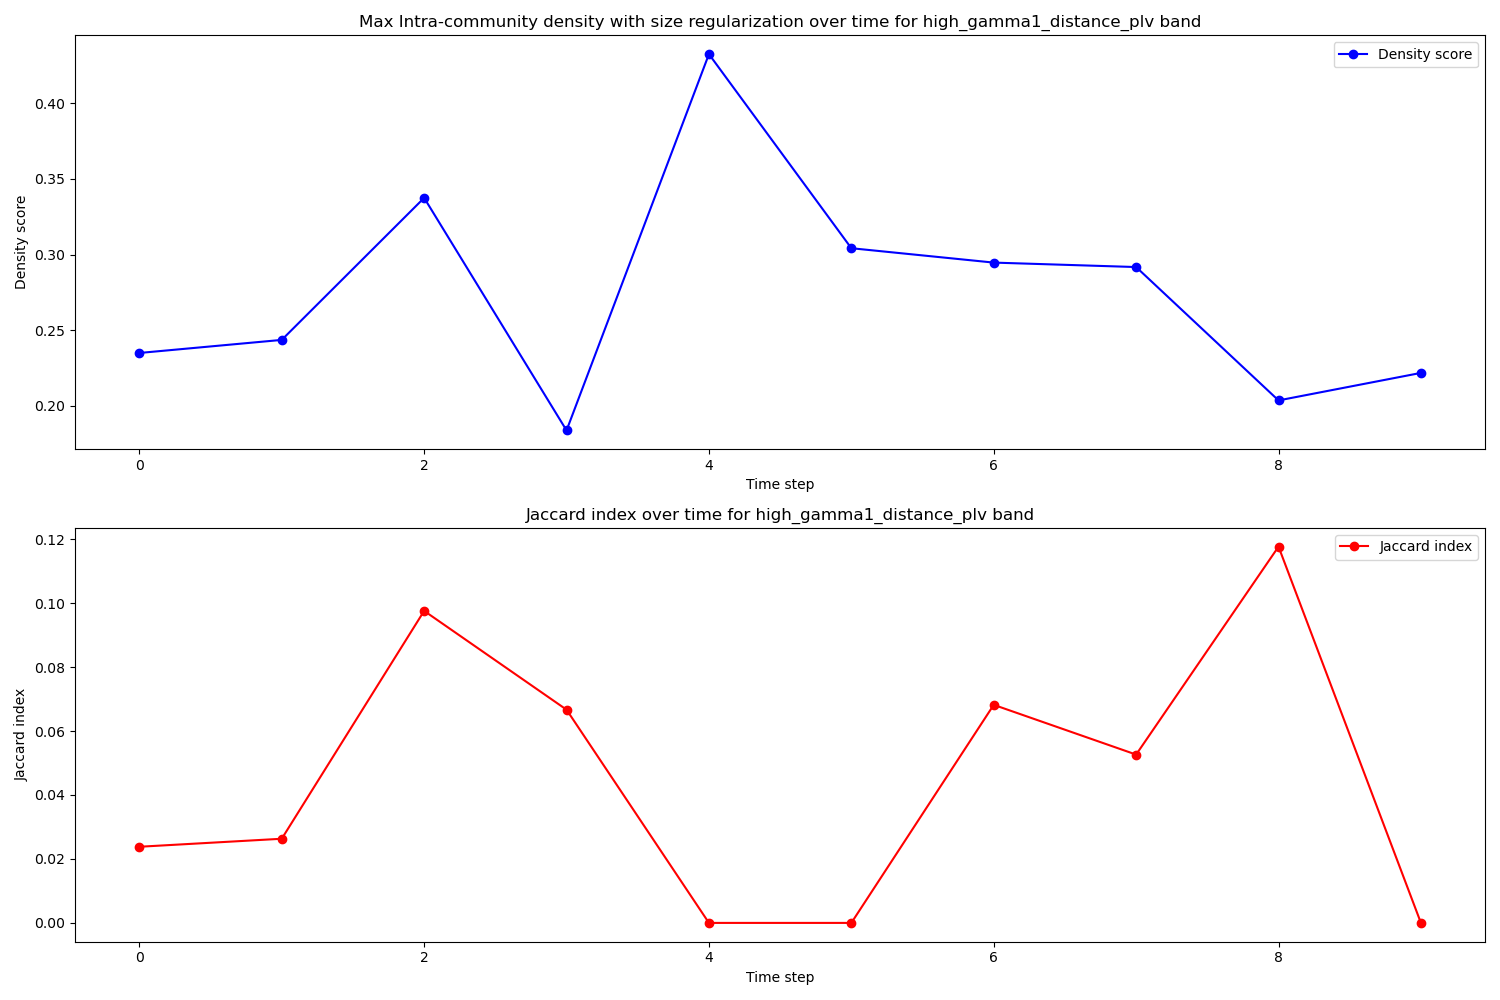 Max Intra-community density with size regularization over time for high_gamma1_distance_plv band
Density score
0.40
0.35
0.30
0.25
0.20
Density score
0
2
4
6
8
Time step
Jaccard index over time for high_gamma1_distance_plv band
Jaccard index
0.12
0.10
0.08
0.06
0.04
0.02
0.00
Jaccard index
0
2
4
6
8
Time step